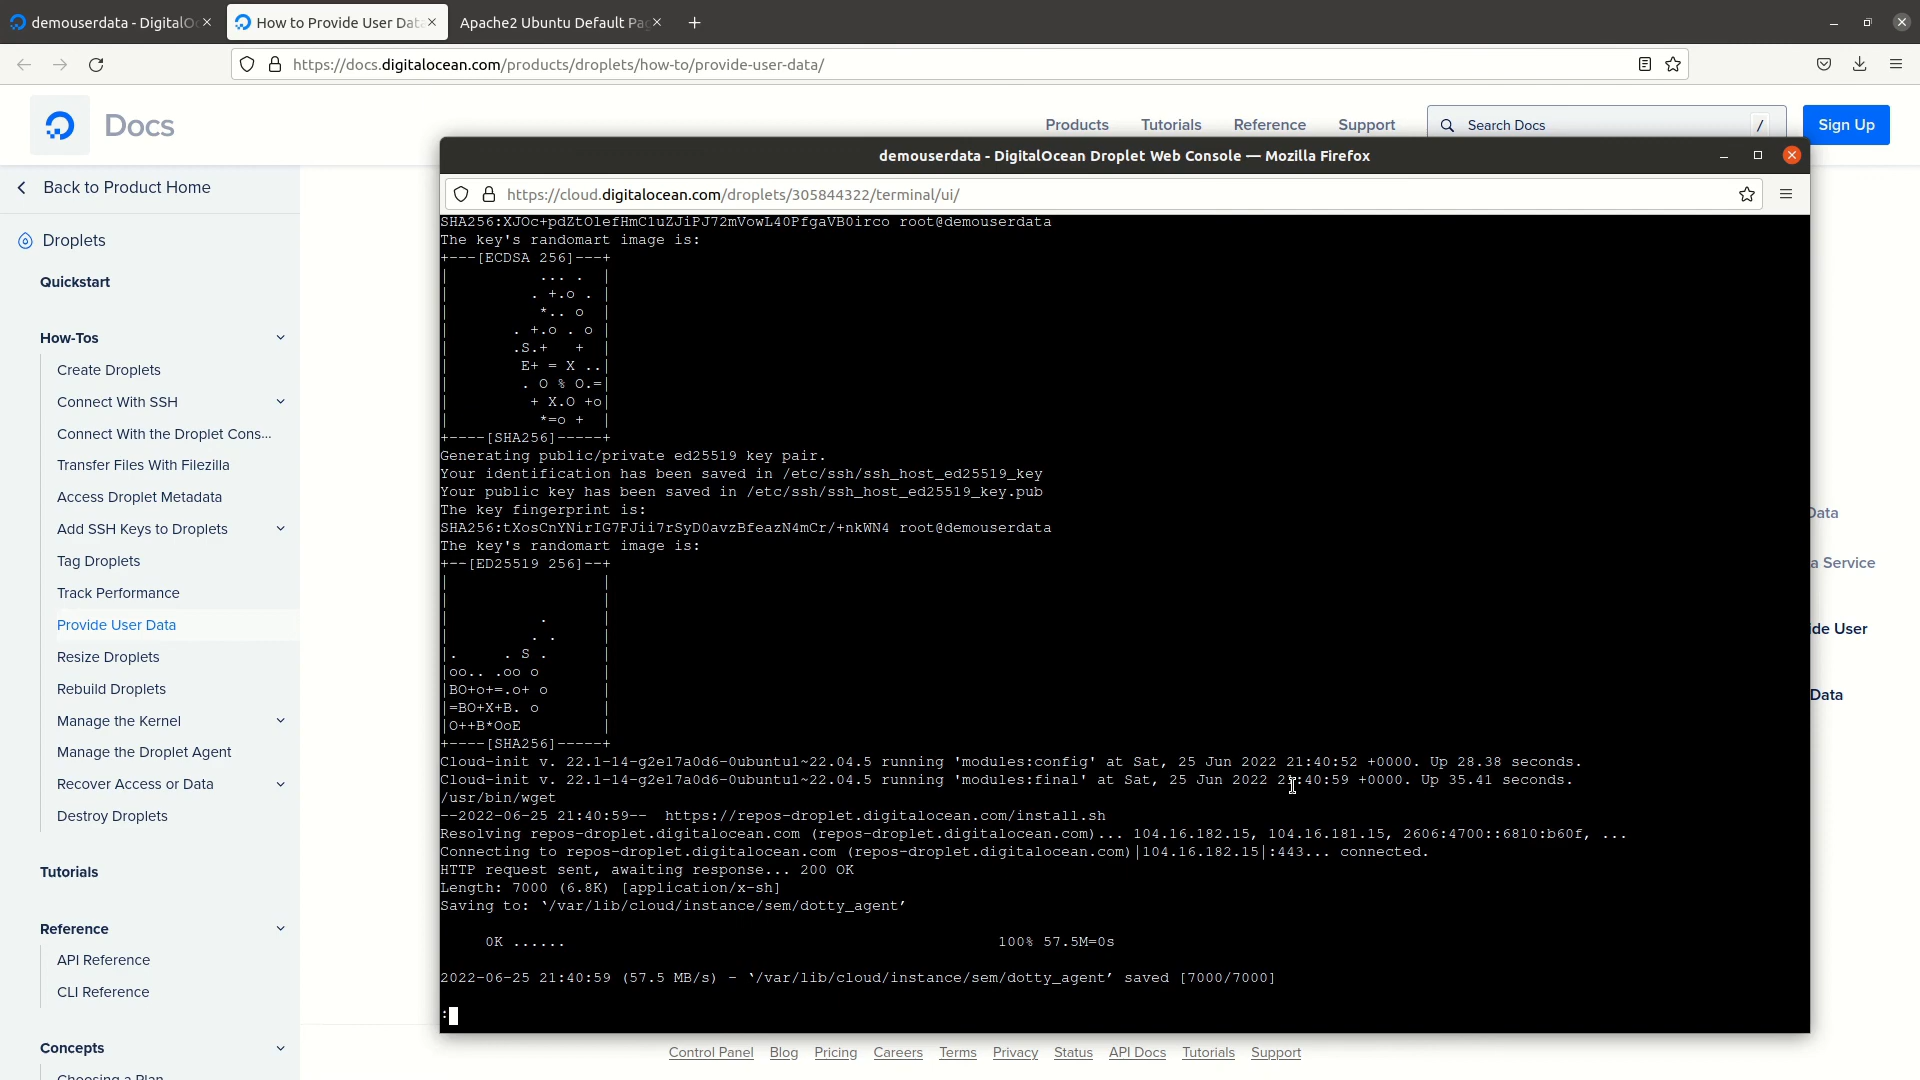 demouserdata - DigitalOc
How to Provide User Data
Apache2 Ubuntu Default Pag
https://docs.digitalocean.com/products/droplets/how-to/provide-user-data/
Docs
Products
Tutorials
Reference
Support
Search Docs
/
Sign Up
Back to Product Home
Droplets
Quickstart
How-Tos
Create Droplets
Connect With SSH
Connect With the Droplet Cons...
Transfer Files With Filezilla
Access Droplet Metadata
Add SSH Keys to Droplets
Tag Droplets
Track Performance
Provide User Data
Resize Droplets
Rebuild Droplets
Manage the Kernel
Manage the Droplet Agent
Recover Access or Data
Destroy Droplets
Tutorials
Reference
API Reference
CLI Reference
Concepts
Choosing a Plan
demouserdata - DigitalOcean Droplet Web Console — Mozilla Firefox
https://cloud.digitalocean.com/droplets/305844322/terminal/ui/
SHA256:XJOc+pdZtOlefHmC1uZJiPJ72mVowL40PfgaVB0irco root@demouserdata
The key's randomart image is:
+---[ECDSA 256]---+
|           ... .  |
|          . +.o . |
|           *.. o  |
|        . +.o . o |
|        .S.+   +  |
|         E+ = X ..|
|         . O % O.=|
|          + X.O +o|
|           *=o +  |
+----[SHA256]-----+
Generating public/private ed25519 key pair.
Your identification has been saved in /etc/ssh/ssh_host_ed25519_key
Your public key has been saved in /etc/ssh/ssh_host_ed25519_key.pub
The key fingerprint is:
SHA256:tXosCnYNirIG7FJii7rSyD0avzBfeazN4mCr/+nkWN4 root@demouserdata
The key's randomart image is:
+--[ED25519 256]--+
|                 |
|                 |
|          .      |
|         . .     |
|.     . S .      |
|oo.. .oo o       |
|BO+o+=.o+ o      |
|=BO+X+B. o       |
|O++B*OoE         |
+----[SHA256]-----+
Cloud-init v. 22.1-14-g2e17a0d6-0ubuntu1~22.04.5 running 'modules:config' at Sat, 25 Jun 2022 21:40:52 +0000. Up 28.38 seconds.
Cloud-init v. 22.1-14-g2e17a0d6-0ubuntu1~22.04.5 running 'modules:final' at Sat, 25 Jun 2022 21:40:59 +0000. Up 35.41 seconds.
/usr/bin/wget
--2022-06-25 21:40:59--  https://repos-droplet.digitalocean.com/install.sh
Resolving repos-droplet.digitalocean.com (repos-droplet.digitalocean.com)... 104.16.182.15, 104.16.181.15, 2606:4700::6810:b60f, ...
Connecting to repos-droplet.digitalocean.com (repos-droplet.digitalocean.com)|104.16.182.15|:443... connected.
HTTP request sent, awaiting response... 200 OK
Length: 7000 (6.8K) [application/x-sh]
Saving to: ‘/var/lib/cloud/instance/sem/dotty_agent’
0K ...... 100% 57.5M=0s
2022-06-25 21:40:59 (57.5 MB/s) - ‘/var/lib/cloud/instance/sem/dotty_agent’ saved [7000/7000]
:
Data
a Service
ide User
Data
Control Panel
Blog
Pricing
Careers
Terms
Privacy
Status
API Docs
Tutorials
Support